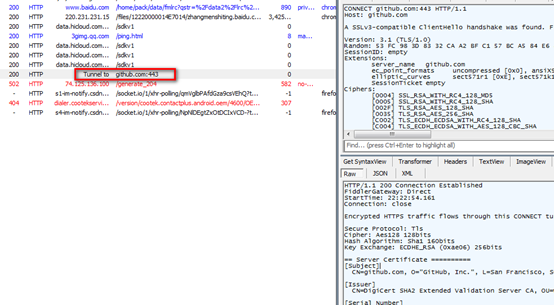 200 HTTP www.baidu.com /home/pack/data/fmlrc?qstr=%2fdata2%2flrc%2... 890 priv... chrom
200 HTTP 220.231.231.15 /files/12220000014E7014/zhangmenshiting.baidu.c... 3,425...
200 HTTP data.hicloud.com... /sdkv1 0
200 HTTP 3gimg.qq.com /ping.html 8 ma...
200 HTTP data.hicloud.com... /sdkv1 0
200 HTTP data.hicloud.com... /sdkv1 0
200 HTTP Tunnel to github.com:443 0
502 HTTP 74.125.136.100 /generate_204 582 no-...
- HTTP s1-im-notify.csdn... /socket.io/1/xhr-polling/qmVglbPAfdGza9csVEhQ?t... -1 firefo
404 HTTP dialer.cootekservi... /version/cootek.contactplus.android.oem/4600/OE... 307
- HTTP s4-im-notify.csdn... /socket.io/1/xhr-polling/NpNlDEgtZxOtDCIxVCD-?t... -1 firefo
CONNECT github.com:443 HTTP/1.1
Host: github.com
A SSLv3-compatible ClientHello handshake was found. F
Version: 3.1 (TLS/1.0)
Random: 53 FC 98 3D 83 32 CA A2 BF C1 57 BC A5 84 E6
SessionID: empty
Extensions:
server_name github.com
ec_point_formats uncompressed [0x0], ansiX9
elliptic_curves sect571r1 [0xE], sect571k1
SessionTicket empty
Ciphers:
[0004] SSL_RSA_WITH_RC4_128_MD5
[0005] SSL_RSA_WITH_RC4_128_SHA
[002F] TLS_RSA_AES_128_SHA
[0035] TLS_RSA_AES_256_SHA
[C002] TLS_ECDH_ECDSA_WITH_RC4_128_SHA
[C004] TLS_ECDH_ECDSA_WITH_AES_128_CBC_SHA
Find... (press Ctrl+Enter to highlight all)
Get SyntaxView Transformer Headers TextView ImageView
Raw JSON XML
HTTP/1.1 200 Connection Established
FiddlerGateway: Direct
StartTime: 22:22:54.161
Connection: close
Encrypted HTTPS traffic flows through this CONNECT tu
Secure Protocol: Tls
Cipher: Aes128 128bits
Hash Algorithm: Sha1 160bits
Key Exchange: ECDHE_RSA (0xae06) 256bits
== Server Certificate ==========
[Subject]
CN=github.com, O="GitHub, Inc.", L=San Francisco, S
[Issuer]
CN=DigiCert SHA2 Extended Validation Server CA, OU=
[Serial Number]